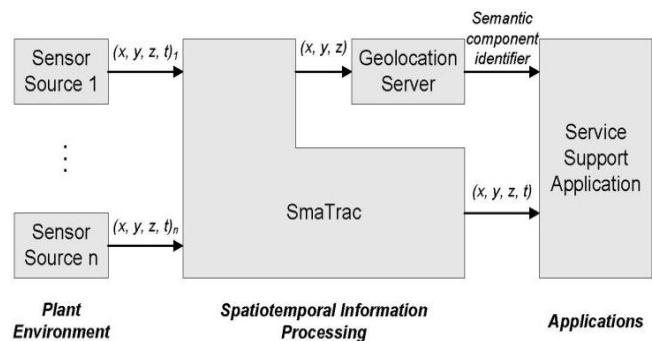 Sensor
Source 1
(x, y, z, t)1
(x, y, z)
Geolocation
Server
Semantic
component
identifier
Service
Support
Application
⋮
SmaTrac
(x, y, z, t)
Sensor
Source n
(x, y, z, t)n
Plant
Environment
Spatiotemporal Information
Processing
Applications